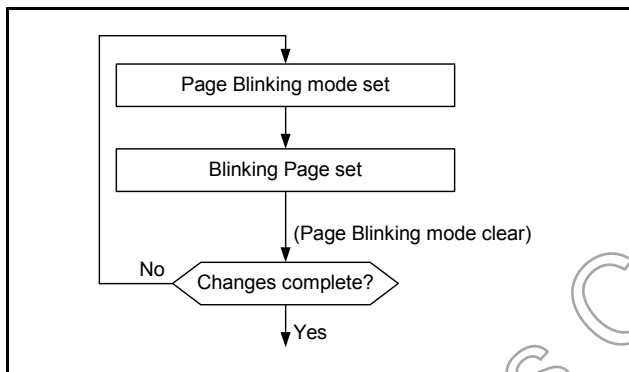 Page Blinking mode set
Blinking Page set
(Page Blinking mode clear)
No
Changes complete?
Yes